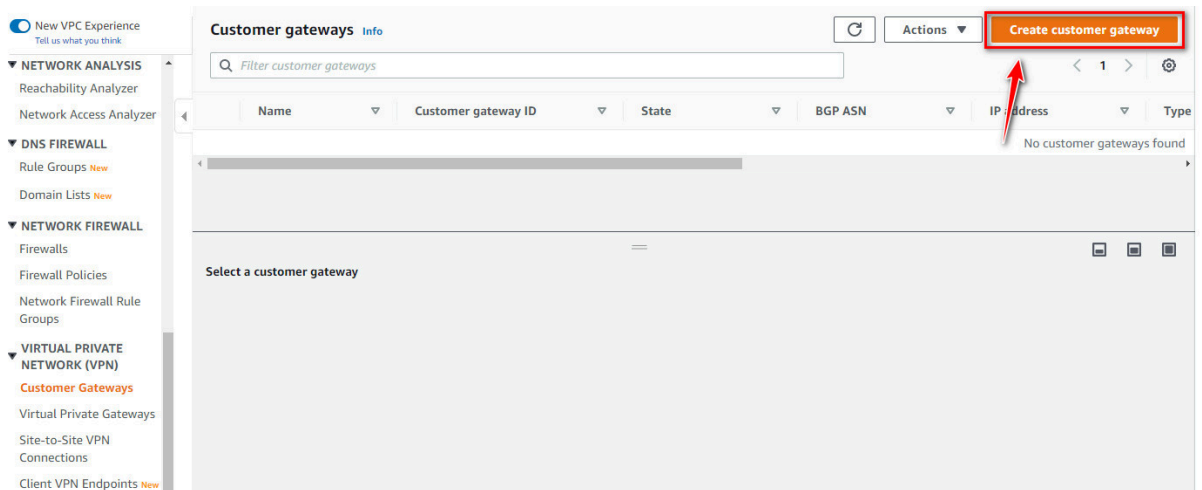 New VPC Experience
Tell us what you think
NETWORK ANALYSIS
Reachability Analyzer
Network Access Analyzer
DNS FIREWALL
Rule Groups New
Domain Lists New
NETWORK FIREWALL
Firewalls
Firewall Policies
Network Firewall Rule
Groups
VIRTUAL PRIVATE
NETWORK (VPN)
Customer Gateways
Virtual Private Gateways
Site-to-Site VPN
Connections
Client VPN Endpoints New
Customer gateways Info
Actions
Create customer gateway
Filter customer gateways
1
Name Customer gateway ID State BGP ASN IP address Type
No customer gateways found
Select a customer gateway